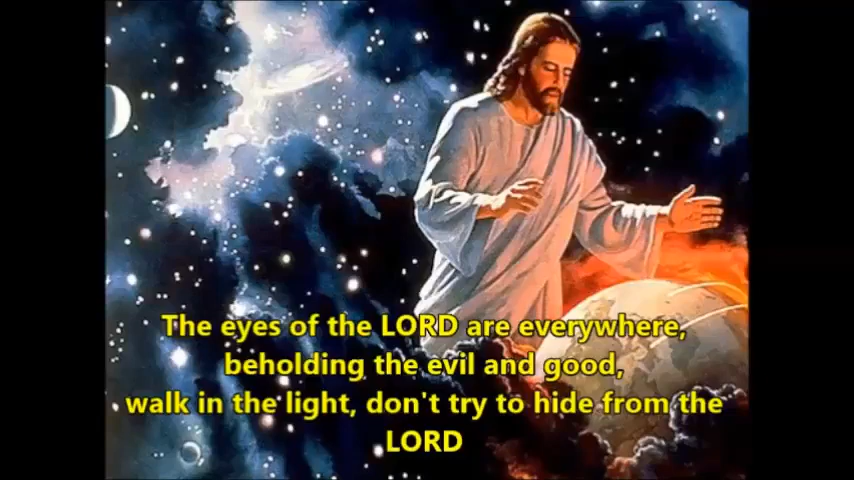 The eyes of the LORD are everywhere,
beholding the evil and good,
walk in the light, don't try to hide from the
LORD